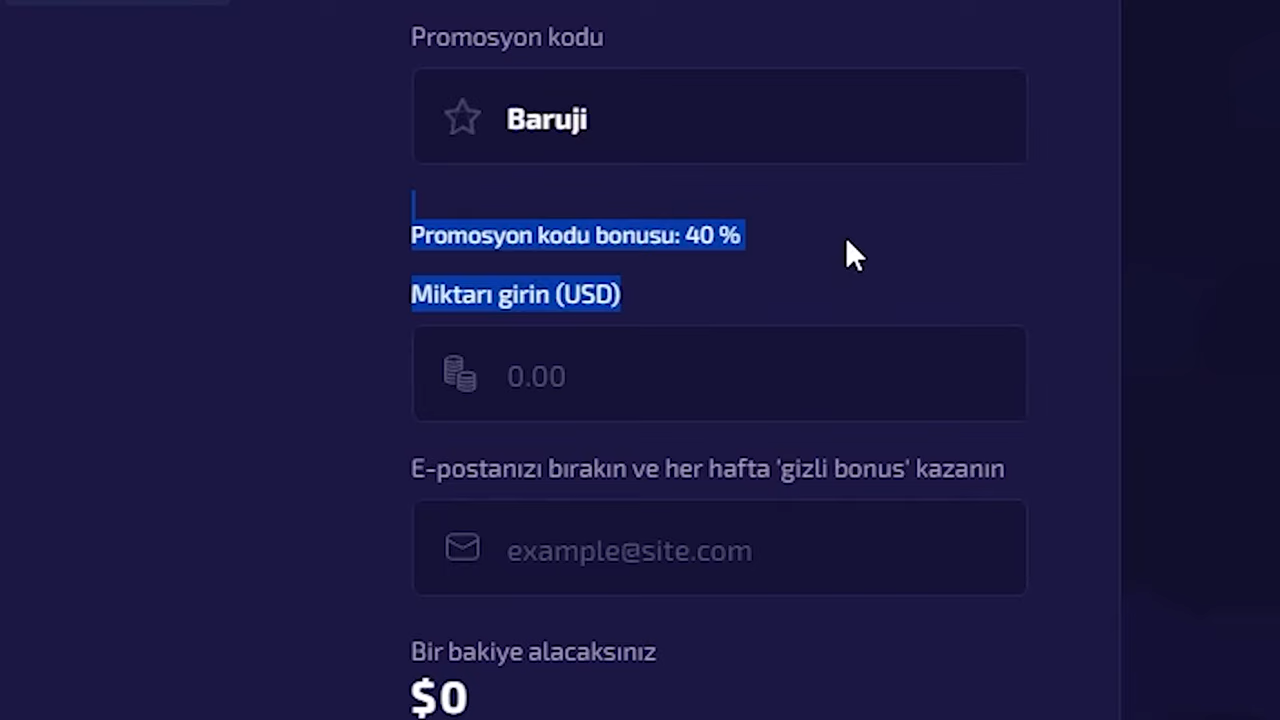 Promosyon kodu
Baruji
Promosyon kodu bonusu: 40 %
Miktarı girin (USD)
0.00
E-postanızı bırakın ve her hafta 'gizli bonus' kazanın
example@site.com
Bir bakiye alacaksınız
$0